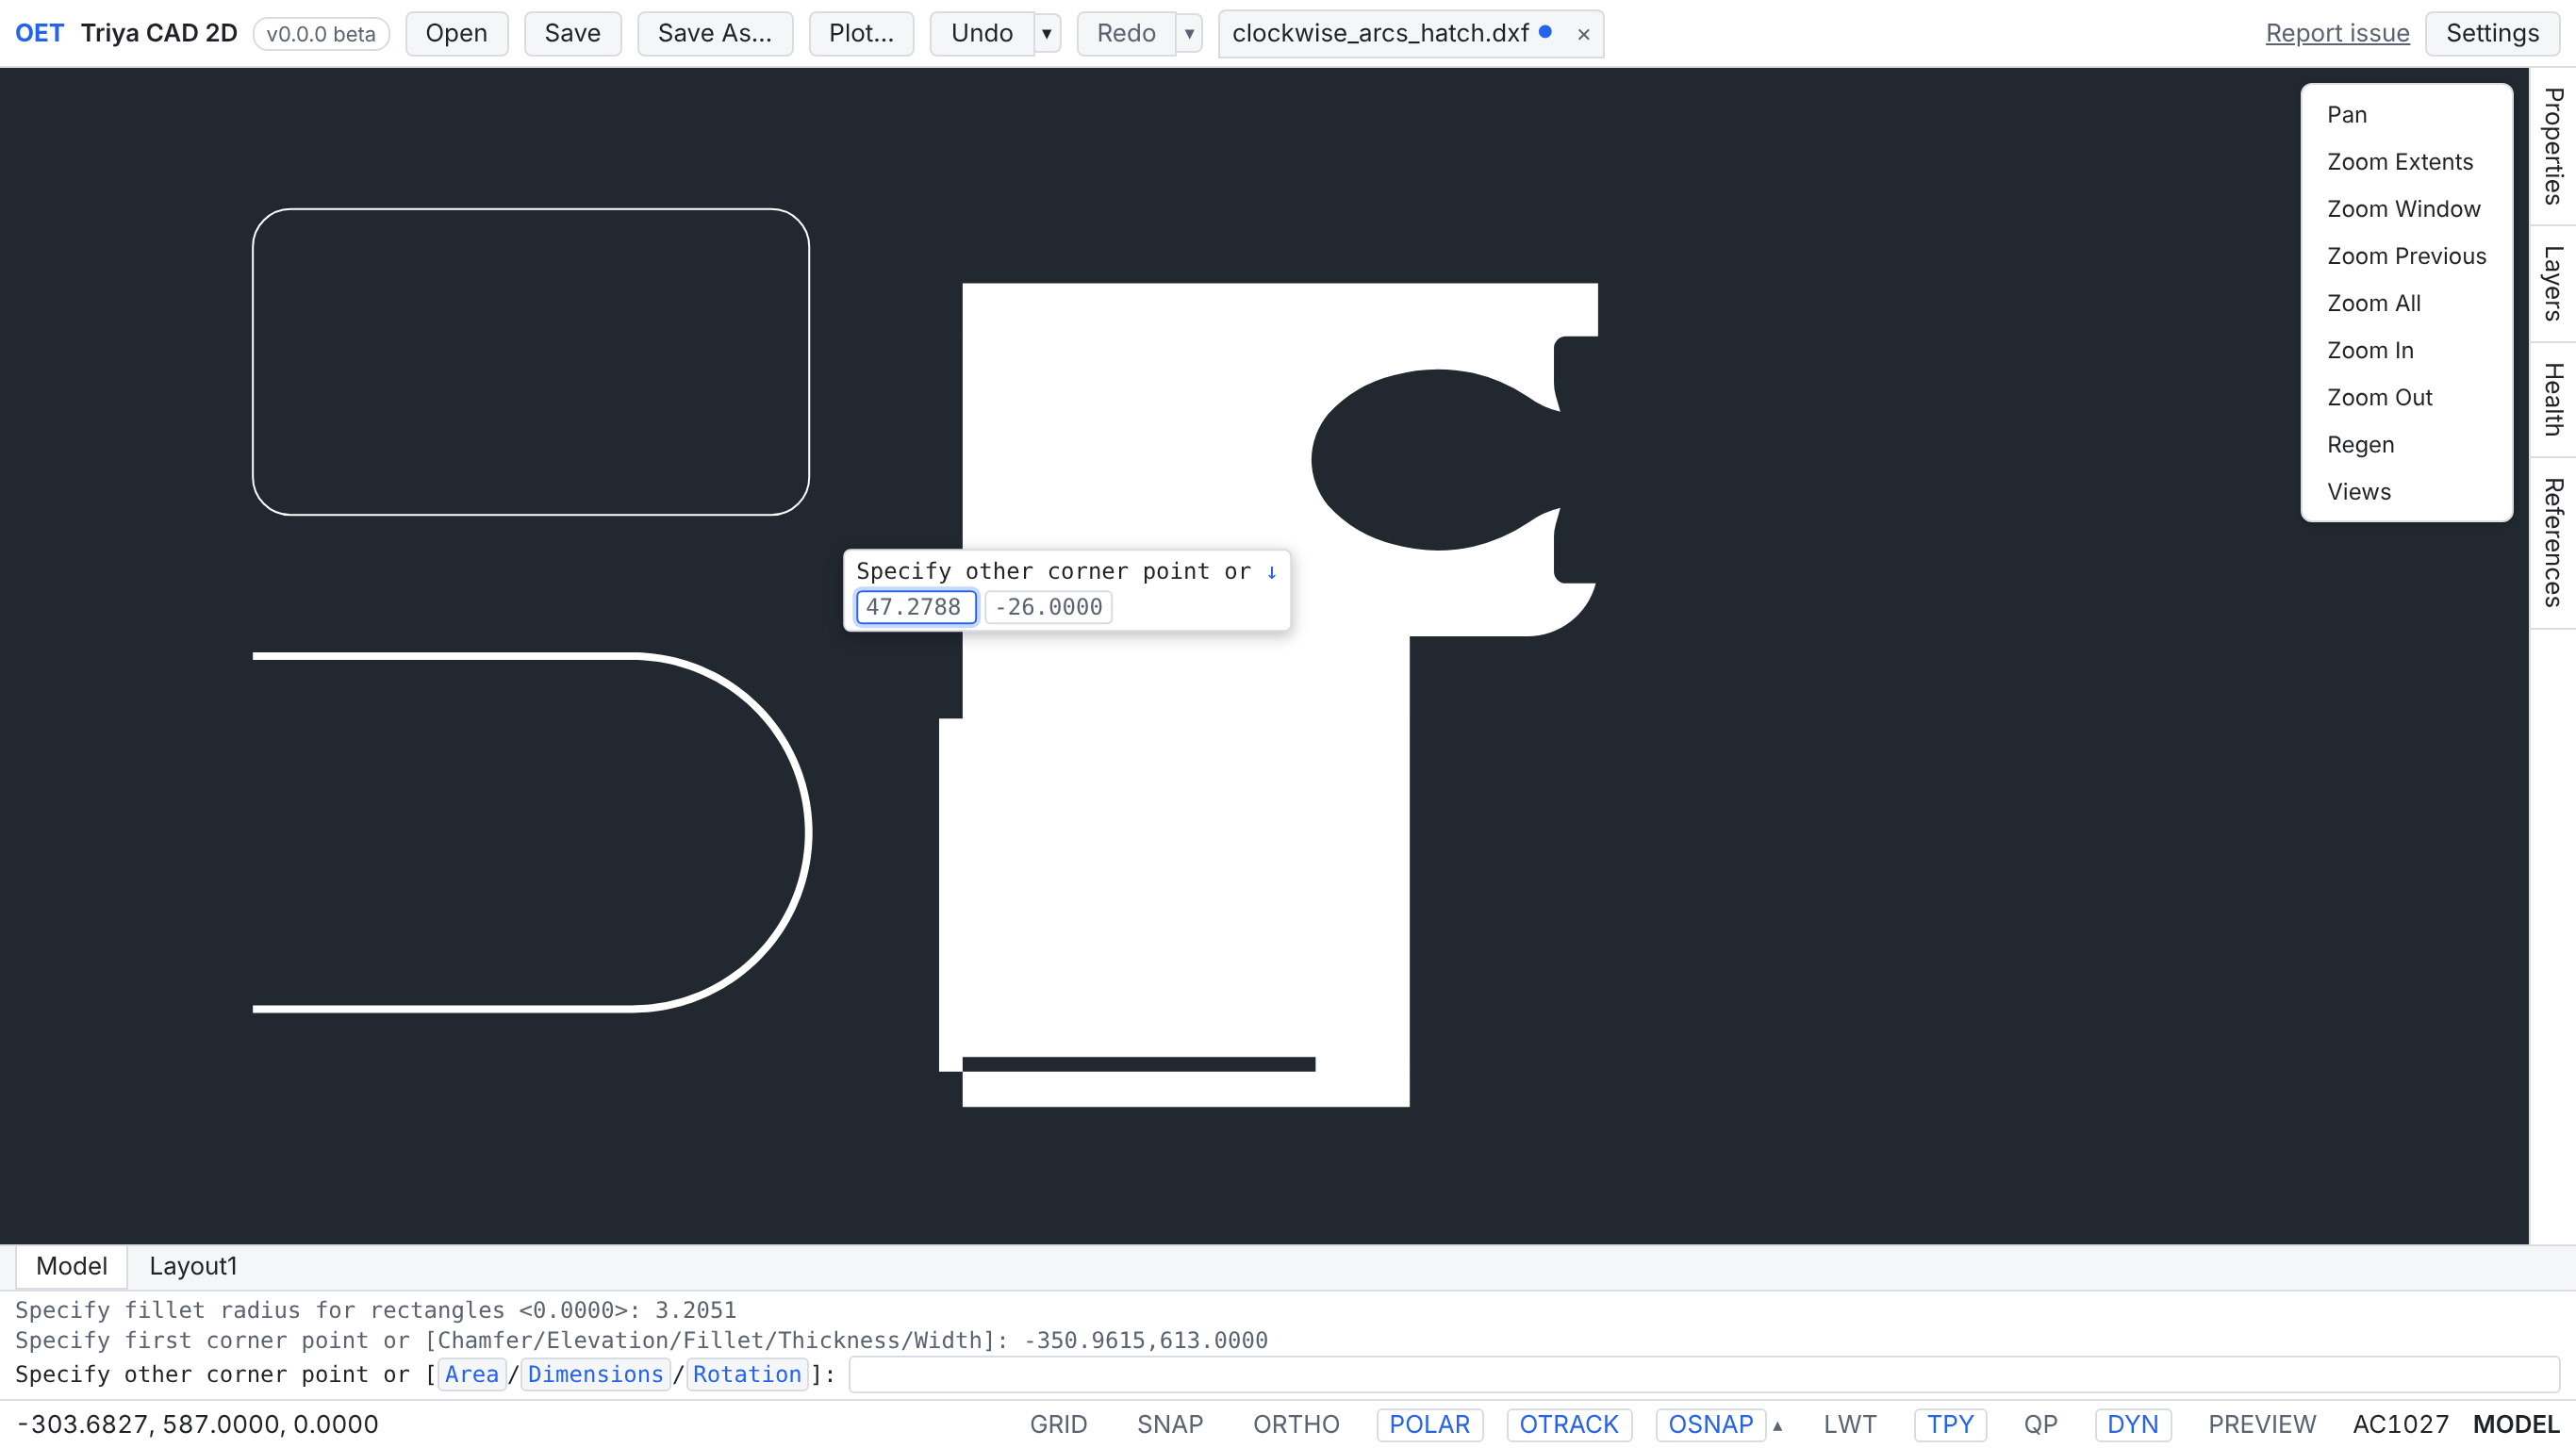 OET Triya CAD 2D v0.0.0 beta Open Save Save As... Plot... Undo ▾ Redo ▾ clockwise_arcs_hatch.dxf × Report issue Settings
Pan
Zoom Extents
Zoom Window
Zoom Previous
Zoom All
Zoom In
Zoom Out
Regen
Views
Properties
Layers
Health
References
Specify other corner point or ↓
47.2788 -26.0000
Model Layout1
Specify fillet radius for rectangles <0.0000>: 3.2051
Specify first corner point or [Chamfer/Elevation/Fillet/Thickness/Width]: -350.9615,613.0000
Specify other corner point or [Area/Dimensions/Rotation]:
-303.6827, 587.0000, 0.0000 GRID SNAP ORTHO POLAR OTRACK OSNAP ▴ LWT TPY QP DYN PREVIEW AC1027 MODEL